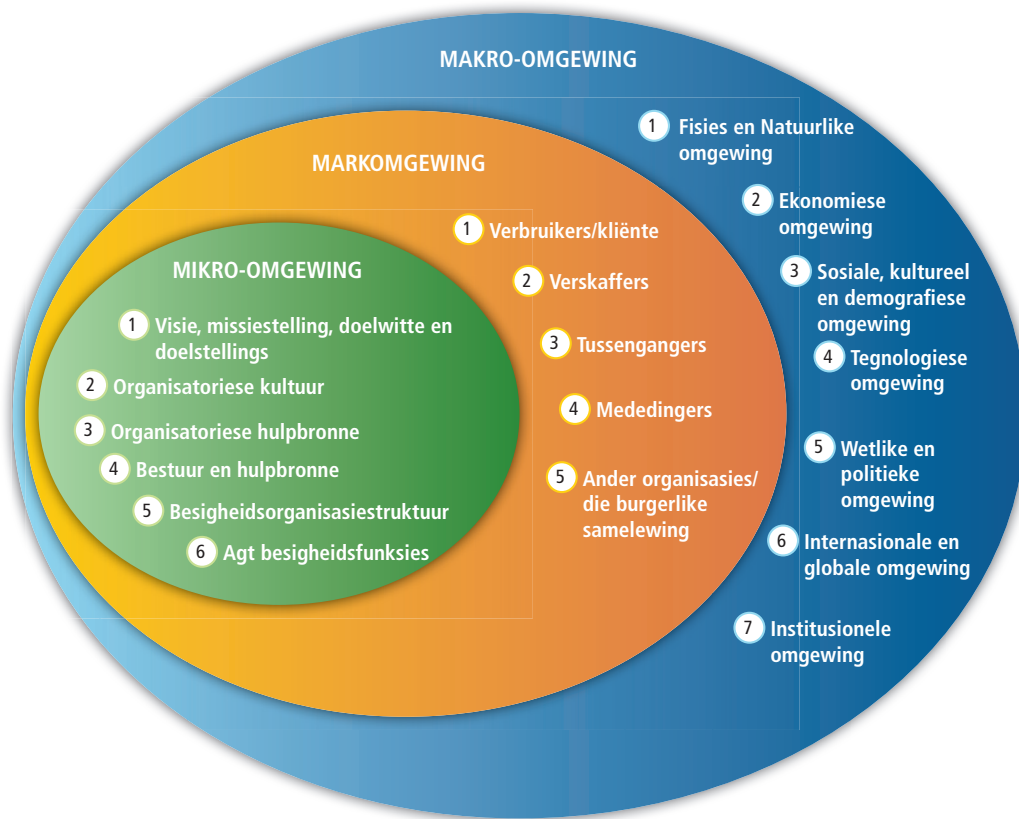 MAKRO-OMGEWING
1 Fisies en Natuurlike
omgewing
2 Ekonomiese
omgewing
3 Sosiale, kultureel
en demografiese
omgewing
4 Tegnologiese
omgewing
5 Wetlike en
politieke
omgewing
6 Internasionale en
globale omgewing
7 Institusionele
omgewing
MARKOMGEWING
1 Verbruikers/kliënte
2 Verskaffers
3 Tussengangers
4 Mededingers
5 Ander organisasies/
die burgerlike
samelewing
MIKRO-OMGEWING
1 Visie, missiestelling, doelwitte en
doelstellings
2 Organisatoriese kultuur
3 Organisatoriese hulpbronne
4 Bestuur en hulpbronne
5 Besigheidsorganisasiestruktuur
6 Agt besigheidsfunksies